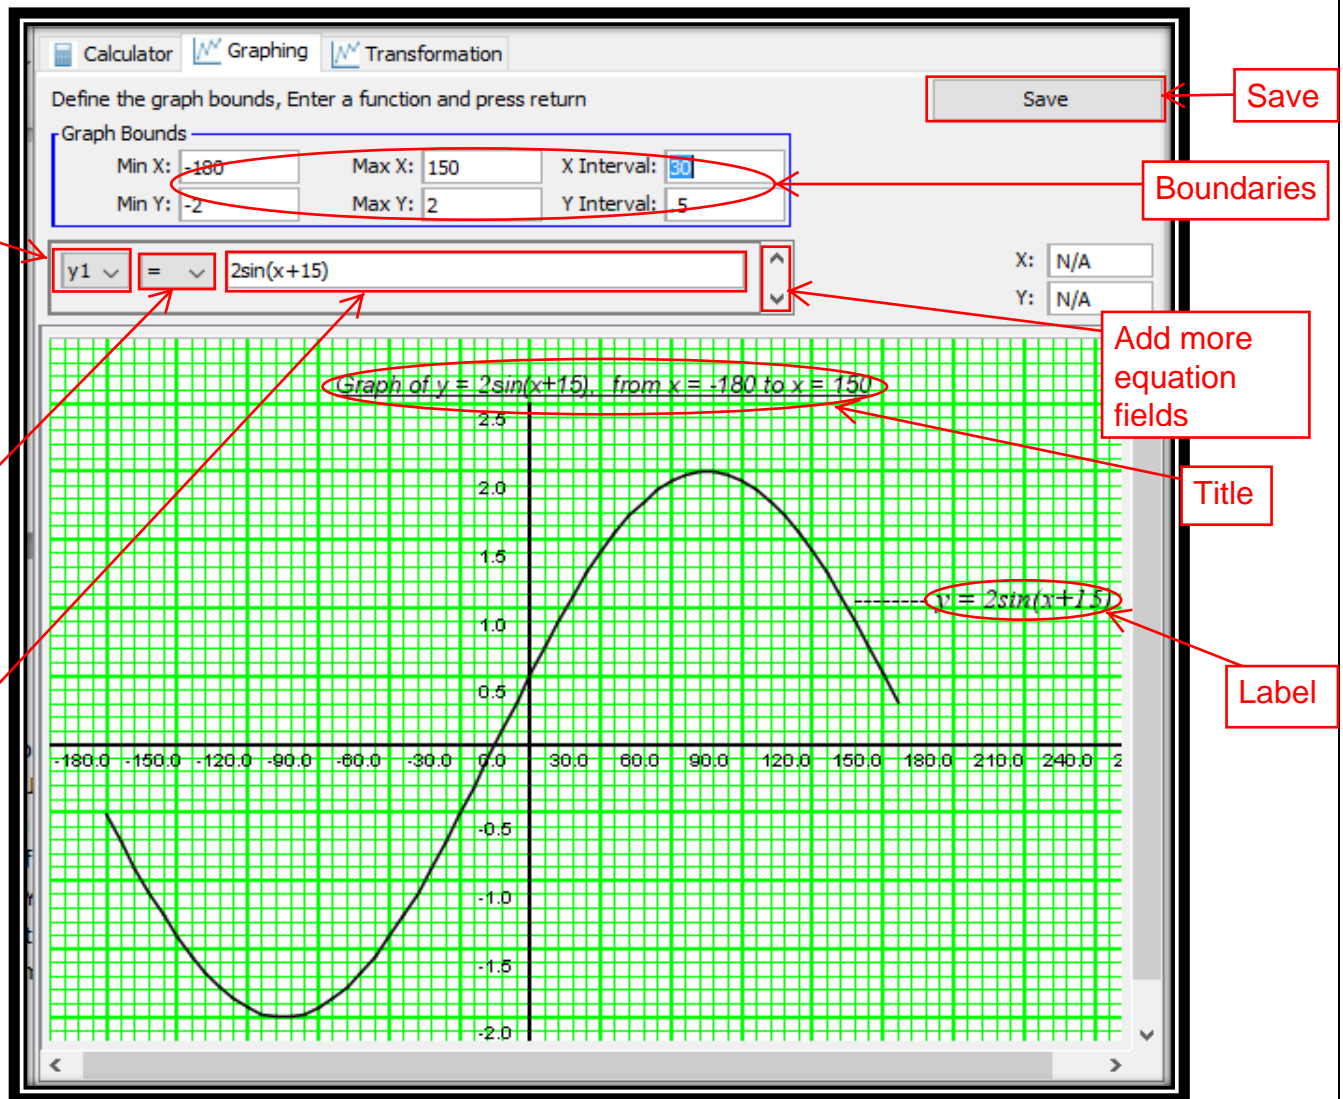 Calculator Graphing Transformation
Define the graph bounds, Enter a function and press return
Save
Save
Graph Bounds
Min X: -180 Max X: 150 X Interval: 30
Min Y: -2 Max Y: 2 Y Interval: .5
Boundaries
y1 = 2sin(x+15)
X: N/A
Y: N/A
Add more
equation
fields
Graph of y = 2sin(x+15), from x = -180 to x = 150
2.5
2.0
Title
1.5
y = 2sin(x+15)
1.0
0.5
Label
-180.0 -150.0 -120.0 -90.0 -60.0 -30.0 0.0 30.0 60.0 90.0 120.0 150.0 180.0 210.0 240.0 2
-0.5
-1.0
-1.5
-2.0